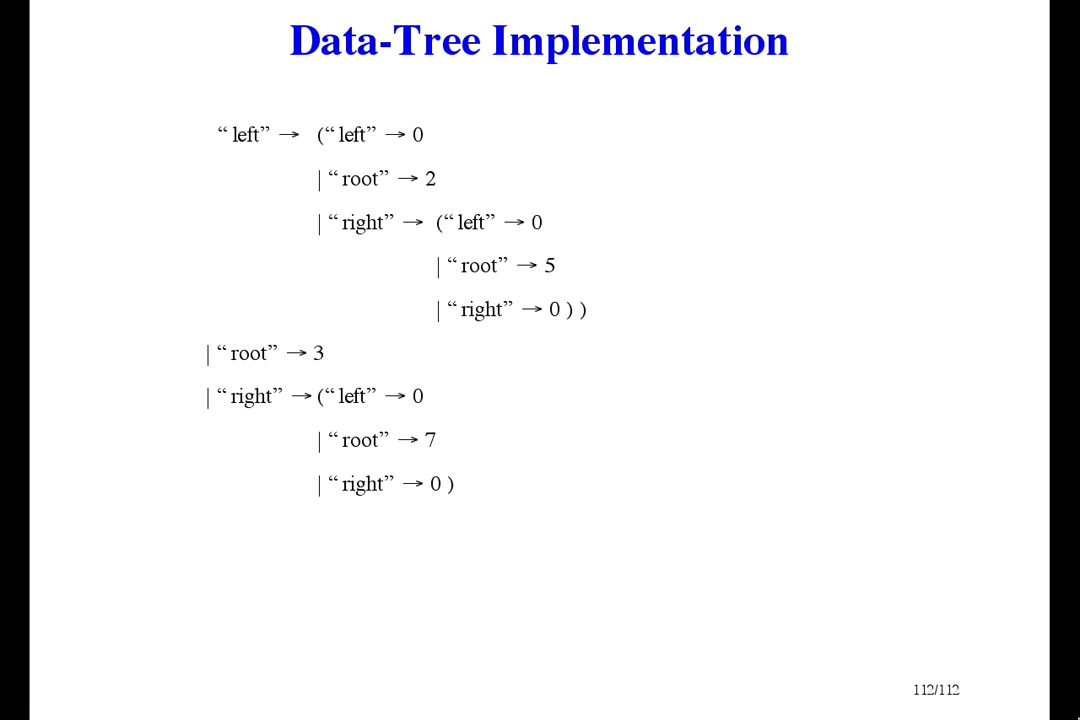 Data-Tree Implementation
“left” → (“left” → 0
| “root” → 2
| “right” → (“left” → 0
| “root” → 5
| “right” → 0 ) )
| “root” → 3
| “right” → (“left” → 0
| “root” → 7
| “right” → 0 )
112/112